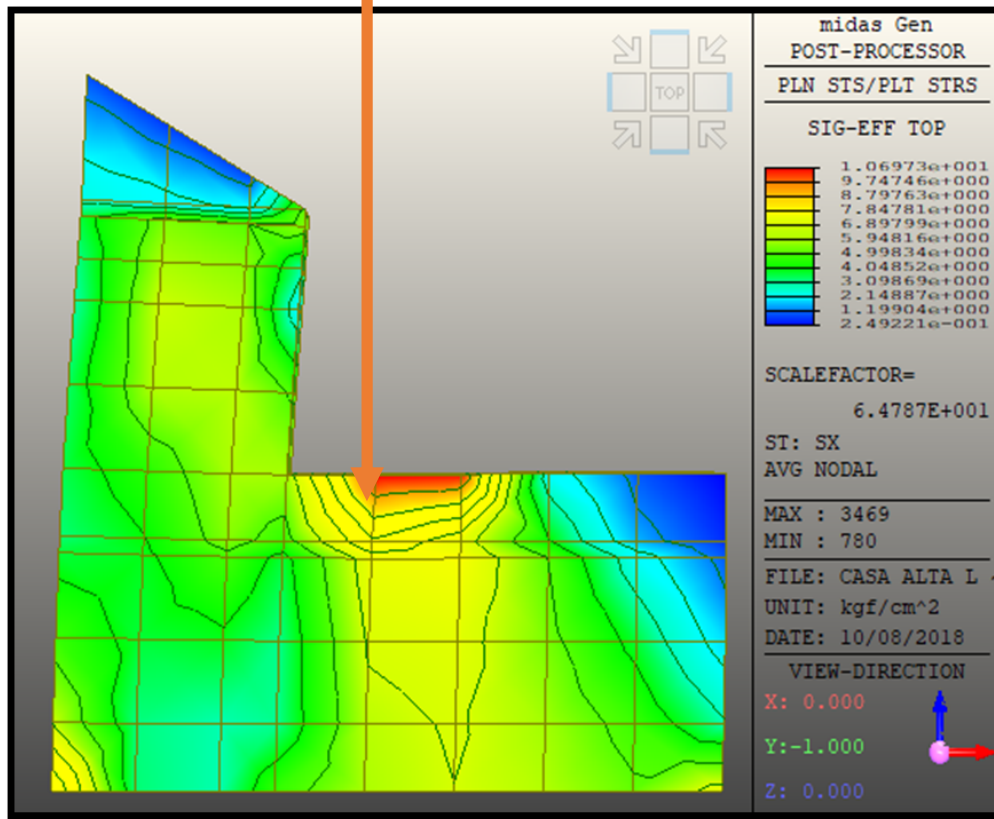 TOP
midas Gen
POST-PROCESSOR
PLN STS/PLT STRS
SIG-EFF TOP
1.06973e+001
9.74746e+000
8.79763e+000
7.84781e+000
6.89799e+000
5.94816e+000
4.99834e+000
4.04852e+000
3.09869e+000
2.14887e+000
1.19904e+000
2.49221e-001
SCALEFACTOR=
6.4787E+001
ST: SX
AVG NODAL
MAX : 3469
MIN : 780
FILE: CASA ALTA L
UNIT: kgf/cm^2
DATE: 10/08/2018
VIEW-DIRECTION
X: 0.000
Y:-1.000
Z: 0.000